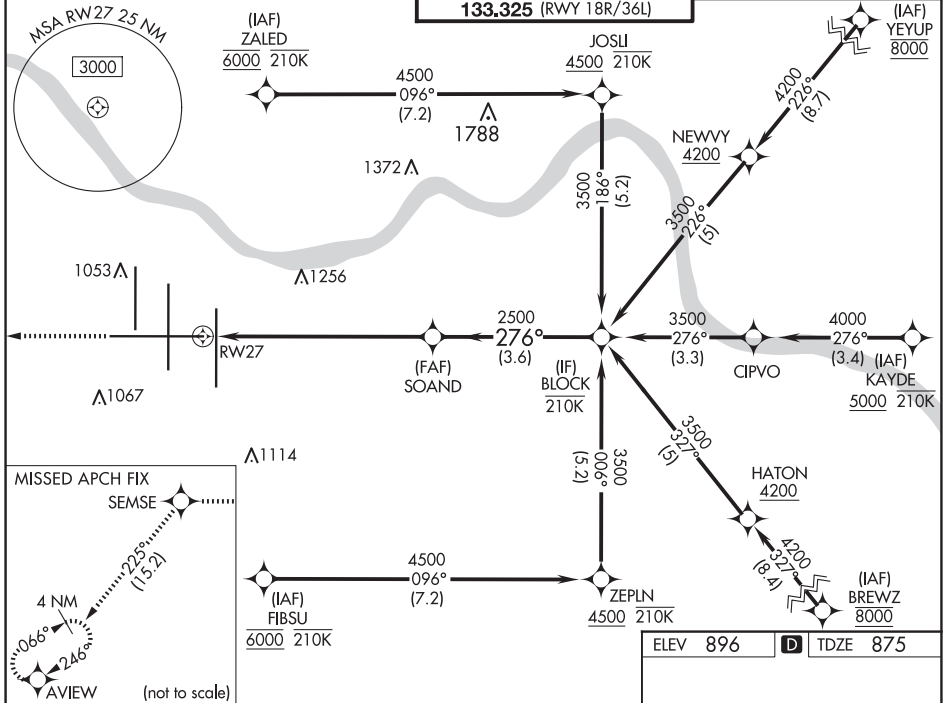 133.325 (RWY 18R/36L)
MSA RW27 25 NM
3000
(IAF)
ZALED
6000 210K
4500
096°
(7.2)
1788
JOSLI
4500 210K
(IAF)
YEYUP
8000
4200
226°
(8.7)
NEWVY
4200
1372
3500
186°
(5.2)
3500
226°
(5)
1053
1256
RW27
2500
276°
(3.6)
3500
276°
(3.3)
4000
276°
(3.4)
(FAF)
SOAND
(IF)
BLOCK
210K
CIPVO
(IAF)
KAYDE
5000 210K
1067
1114
3500
006°
(5.2)
3500
327°
(5)
HATON
4200
4200
327°
(8.4)
(IAF)
BREWZ
8000
MISSED APCH FIX
SEMSE
225°
(15.2)
4 NM
066°
246°
AVIEW
(not to scale)
(IAF)
FIBSU
6000 210K
4500
096°
(7.2)
ZEPLN
4500 210K
ELEV 896 D TDZE 875